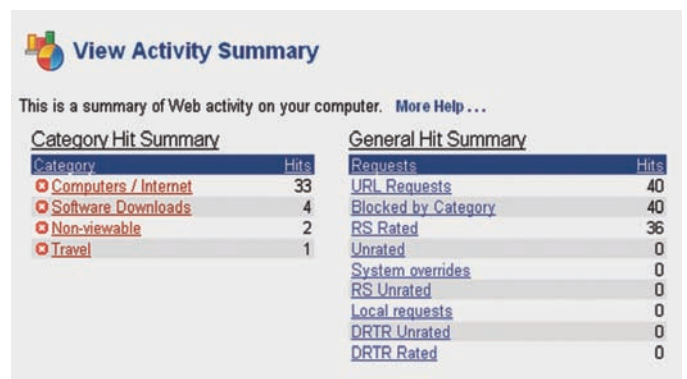 View Activity Summary
This is a summary of Web activity on your computer. More Help . . .
Category Hit Summary
Category Hits
Computers / Internet 33
Software Downloads 4
Non-viewable 2
Travel 1
General Hit Summary
Requests Hits
URL Requests 40
Blocked by Category 40
RS Rated 36
Unrated 0
System overrides 0
RS Unrated 0
Local requests 0
DRTR Unrated 0
DRTR Rated 0